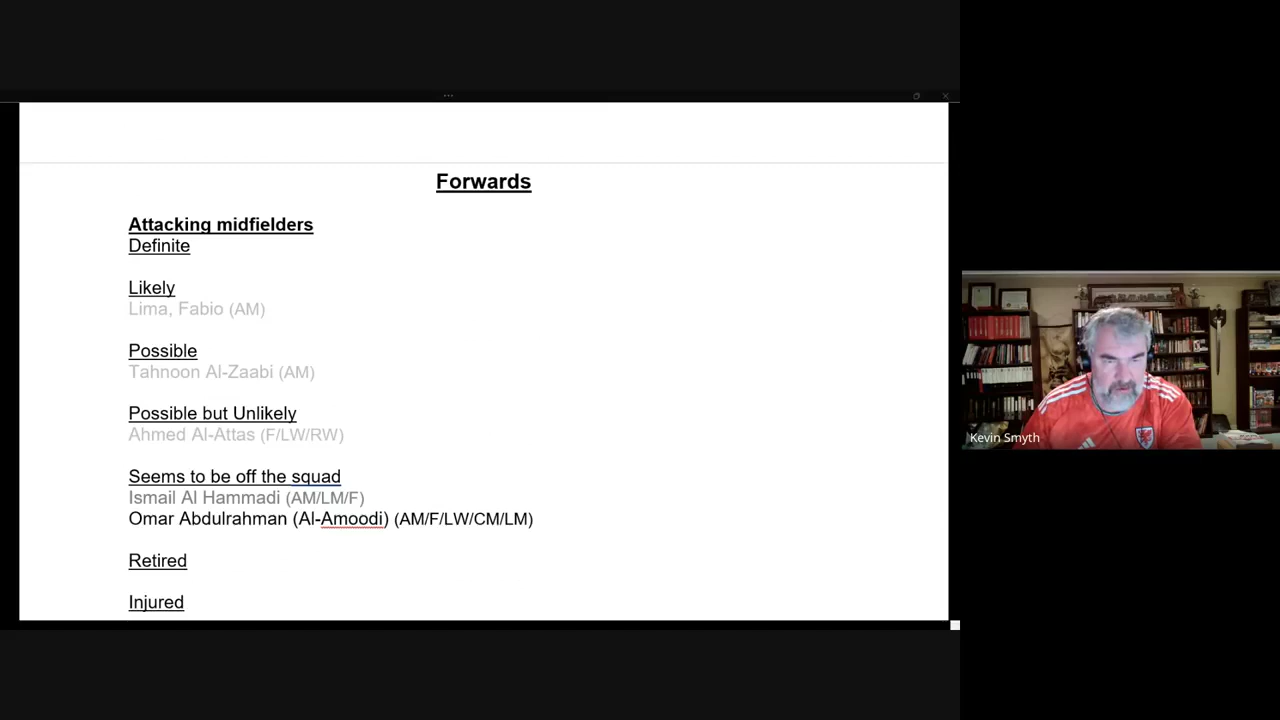 Forwards
Attacking midfielders
Definite
Likely
Lima, Fabio (AM)
Possible
Tahnoon Al-Zaabi (AM)
Possible but Unlikely
Ahmed Al-Attas (F/LW/RW)
Seems to be off the squad
Ismail Al Hammadi (AM/LM/F)
Omar Abdulrahman (Al-Amoodi) (AM/F/LW/CM/LM)
Retired
Injured
Kevin Smyth